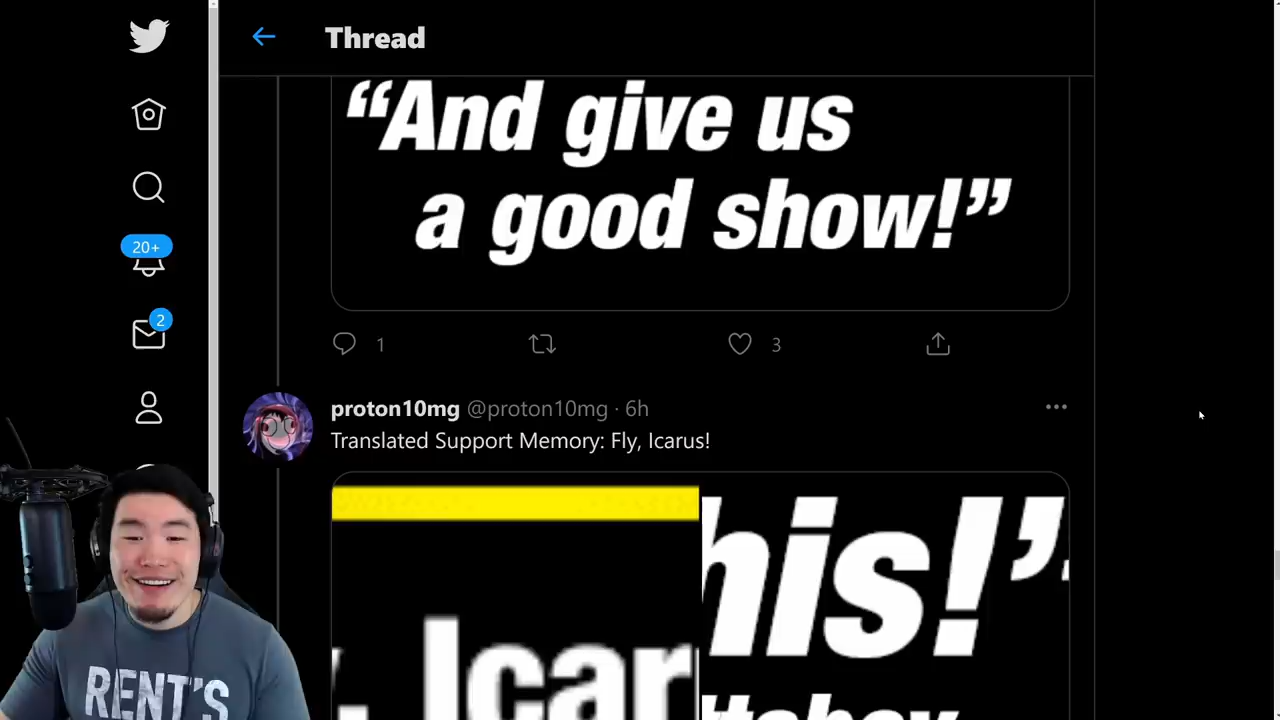 Thread
“And give us
a good show!”
20+
1
3
2
proton10mg @proton10mg · 6h
Translated Support Memory: Fly, Icarus!
his!”
, Icar
RENT'S